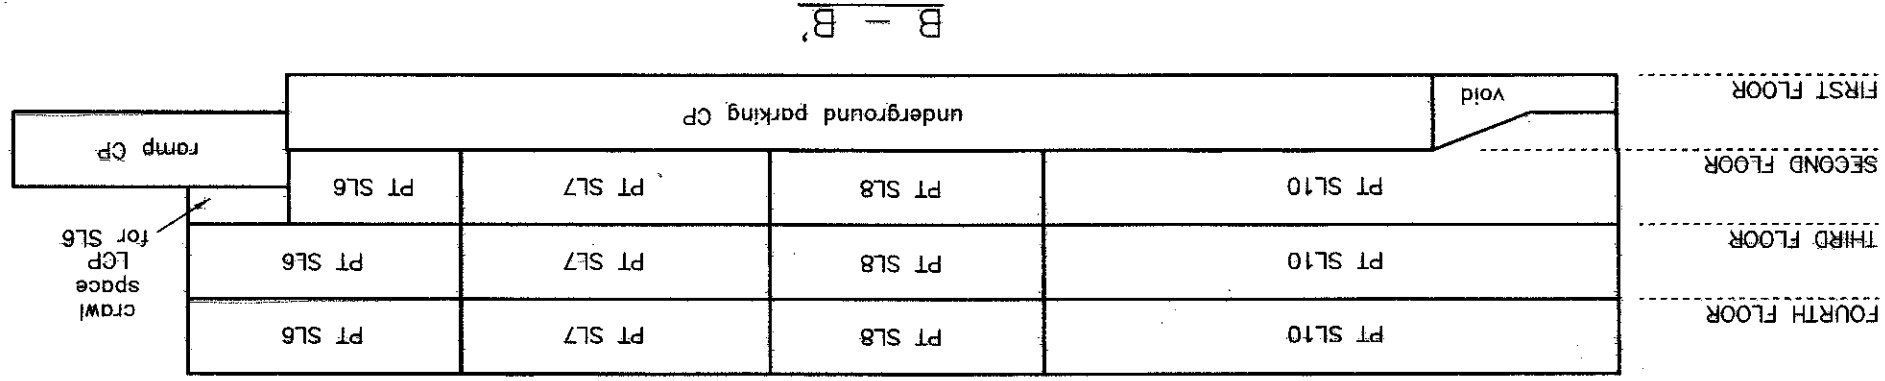 FOURTH FLOOR
PT SL10
PT SL8
PT SL7
PT SL6
crawl
space
LCP
for SL6
THIRD FLOOR
PT SL10
PT SL8
PT SL7
PT SL6
SECOND FLOOR
PT SL10
PT SL8
PT SL7
PT SL6
ramp CP
FIRST FLOOR
void
underground parking CP
B - B'